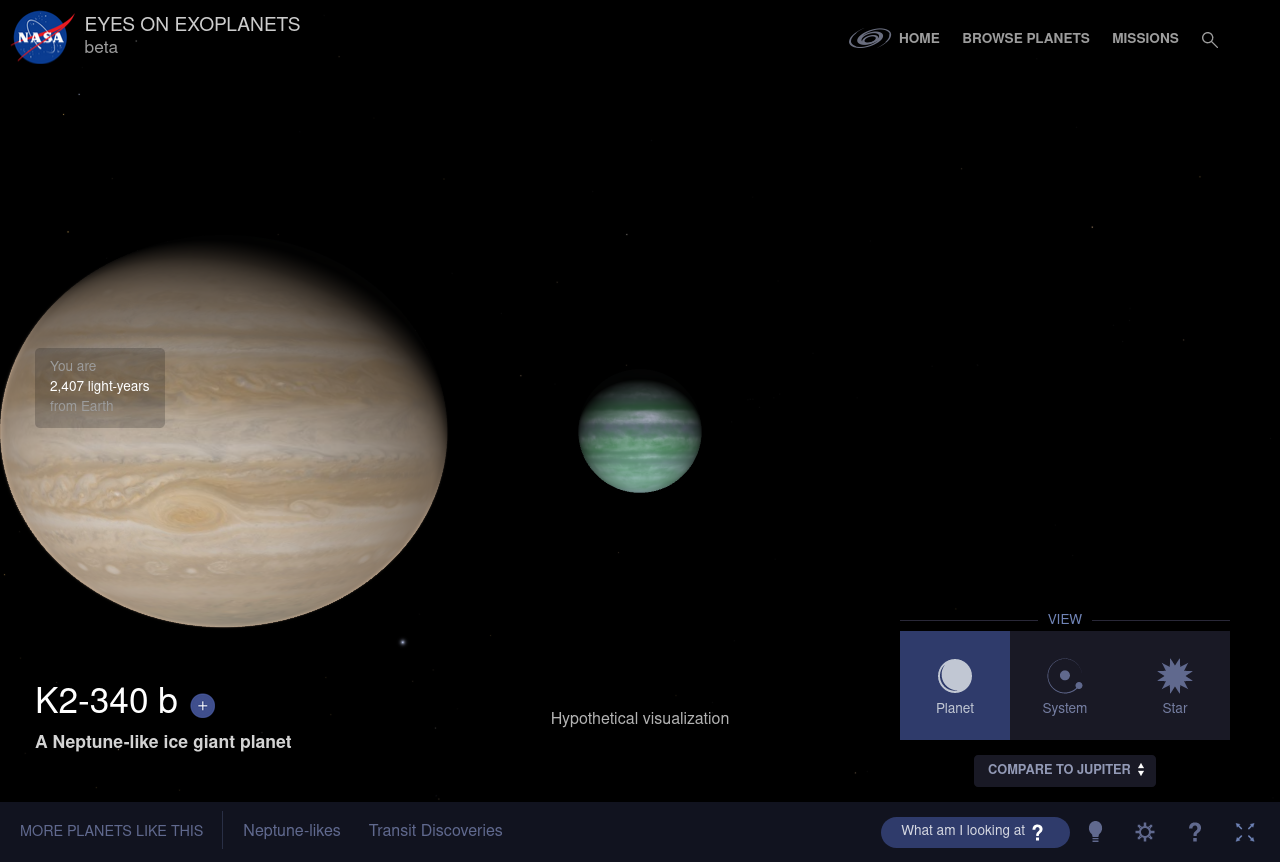 NASA
EYES ON EXOPLANETS
beta
HOME
BROWSE PLANETS
MISSIONS
You are
2,407 light-years
from Earth
K2-340 b +
A Neptune-like ice giant planet
Hypothetical visualization
VIEW
Planet
System
Star
COMPARE TO JUPITER
MORE PLANETS LIKE THIS
Neptune-likes
Transit Discoveries
What am I looking at ?
?